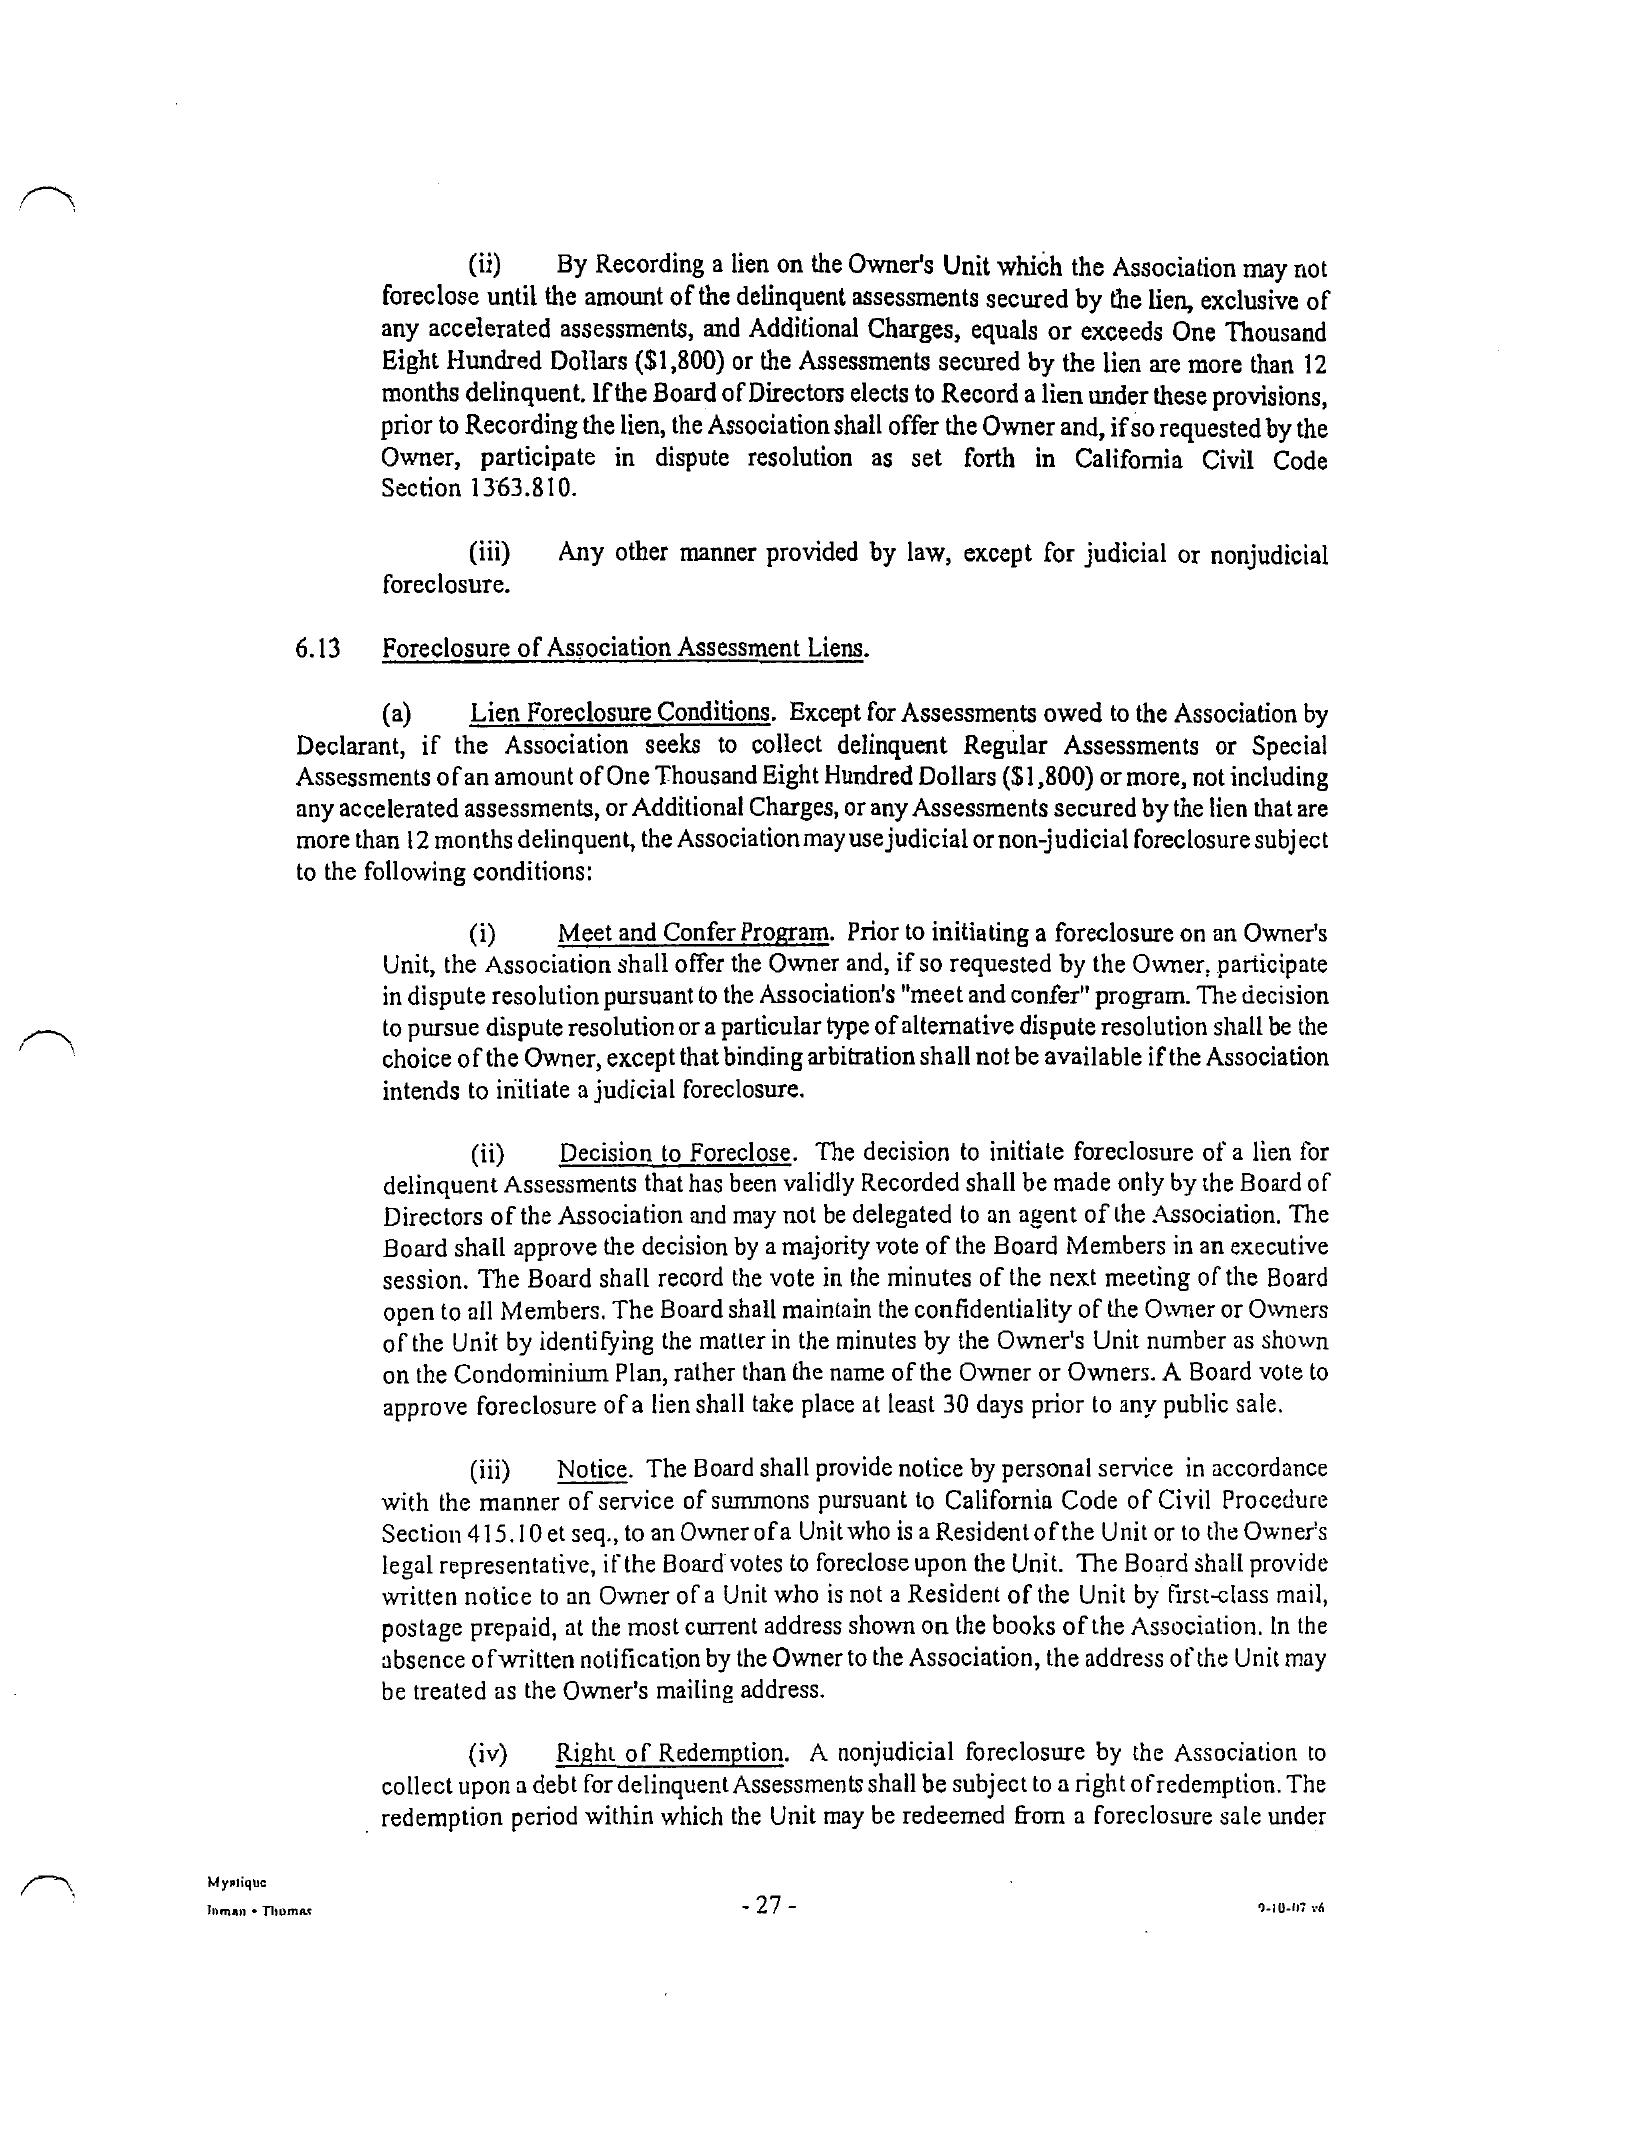 (ii) By Recording a lien on the Owner's Unit which the Association may not
foreclose until the amount of the delinquent assessments secured by the lien, exclusive of
any accelerated assessments, and Additional Charges, equals or exceeds One Thousand
Eight Hundred Dollars ($1,800) or the Assessments secured by the lien are more than 12
months delinquent. If the Board of Directors elects to Record a lien under these provisions,
prior to Recording the lien, the Association shall offer the Owner and, if so requested by the
Owner, participate in dispute resolution as set forth in California Civil Code
Section 1363.810.
(iii) Any other manner provided by law, except for judicial or nonjudicial
foreclosure.
6.13 Foreclosure of Association Assessment Liens.
(a) Lien Foreclosure Conditions. Except for Assessments owed to the Association by
Declarant, if the Association seeks to collect delinquent Regular Assessments or Special
Assessments of an amount of One Thousand Eight Hundred Dollars ($1,800) or more, not including
any accelerated assessments, or Additional Charges, or any Assessments secured by the lien that are
more than 12 months delinquent, the Association may use judicial or non-judicial foreclosure subject
to the following conditions:
(i) Meet and Confer Program. Prior to initiating a foreclosure on an Owner's
Unit, the Association shall offer the Owner and, if so requested by the Owner, participate
in dispute resolution pursuant to the Association's "meet and confer" program. The decision
to pursue dispute resolution or a particular type of alternative dispute resolution shall be the
choice of the Owner, except that binding arbitration shall not be available if the Association
intends to initiate a judicial foreclosure.
(ii) Decision to Foreclose. The decision to initiate foreclosure of a lien for
delinquent Assessments that has been validly Recorded shall be made only by the Board of
Directors of the Association and may not be delegated to an agent of the Association. The
Board shall approve the decision by a majority vote of the Board Members in an executive
session. The Board shall record the vote in the minutes of the next meeting of the Board
open to all Members. The Board shall maintain the confidentiality of the Owner or Owners
of the Unit by identifying the matter in the minutes by the Owner's Unit number as shown
on the Condominium Plan, rather than the name of the Owner or Owners. A Board vote to
approve foreclosure of a lien shall take place at least 30 days prior to any public sale.
(iii) Notice. The Board shall provide notice by personal service in accordance
with the manner of service of summons pursuant to California Code of Civil Procedure
Section 415.10 et seq., to an Owner of a Unit who is a Resident of the Unit or to the Owner's
legal representative, if the Board votes to foreclose upon the Unit. The Board shall provide
written notice to an Owner of a Unit who is not a Resident of the Unit by first-class mail,
postage prepaid, at the most current address shown on the books of the Association. In the
absence of written notification by the Owner to the Association, the address of the Unit may
be treated as the Owner's mailing address.
(iv) Right of Redemption. A nonjudicial foreclosure by the Association to
collect upon a debt for delinquent Assessments shall be subject to a right of redemption. The
redemption period within which the Unit may be redeemed from a foreclosure sale under
Mystique
Inman • Thomas
- 27 -
9-10-07 v6